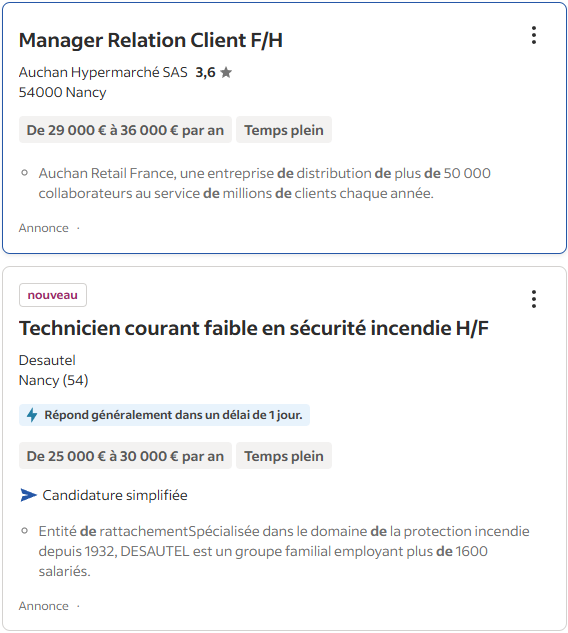 Manager Relation Client F/H
Auchan Hypermarché SAS 3,6 ★
54000 Nancy
De 29 000 € à 36 000 € par an Temps plein
Auchan Retail France, une entreprise de distribution de plus de 50 000
collaborateurs au service de millions de clients chaque année.
Annonce ·
nouveau
Technicien courant faible en sécurité incendie H/F
Desautel
Nancy (54)
Répond généralement dans un délai de 1 jour.
De 25 000 € à 30 000 € par an Temps plein
Candidature simplifiée
Entité de rattachementSpécialisée dans le domaine de la protection incendie
depuis 1932, DESAUTEL est un groupe familial employant plus de 1600
salariés.
Annonce ·